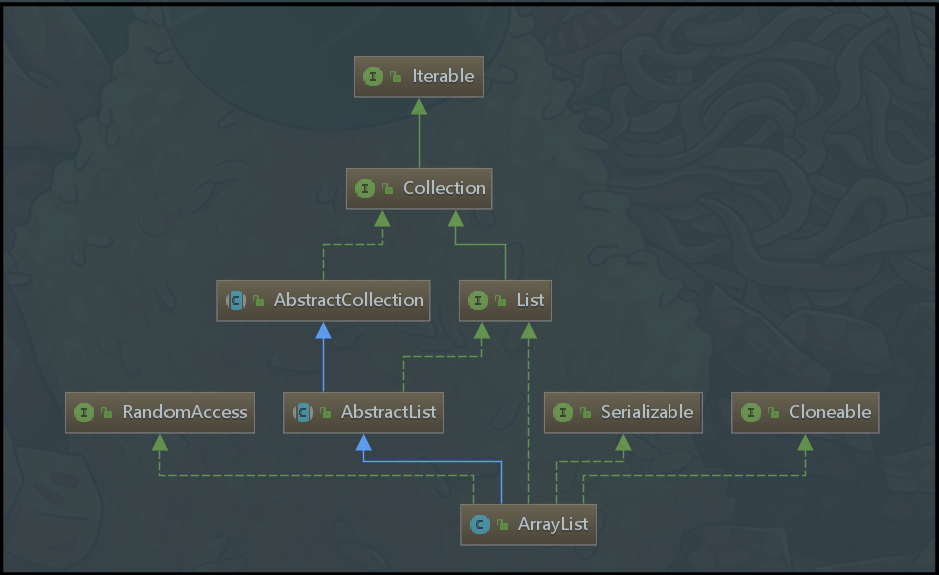 I Iterable
I Collection
C AbstractCollection
I List
I RandomAccess
C AbstractList
I Serializable
I Cloneable
C ArrayList